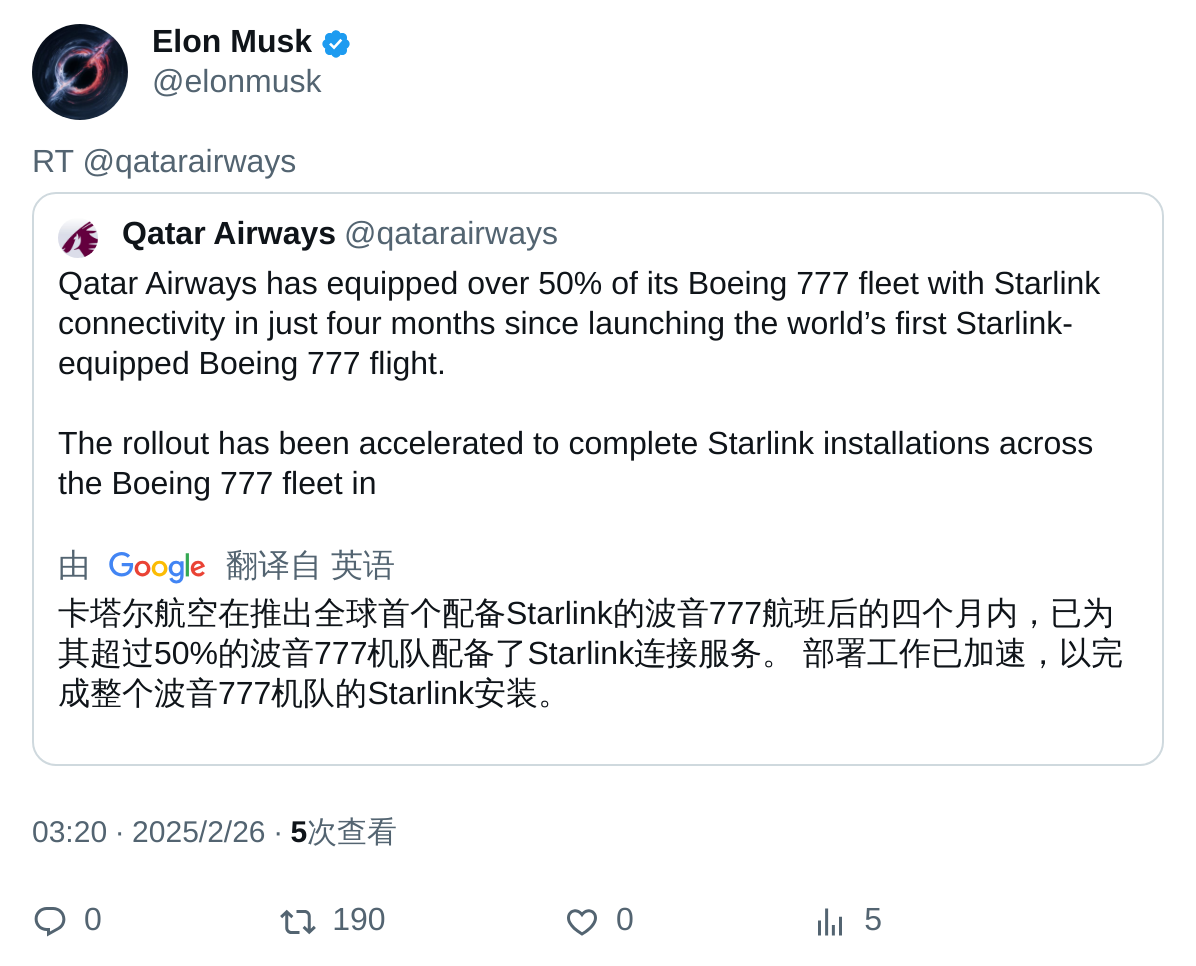 Elon Musk
@elonmusk
RT @qatarairways
Qatar Airways @qatarairways
Qatar Airways has equipped over 50% of its Boeing 777 fleet with Starlink
connectivity in just four months since launching the world’s first Starlink-
equipped Boeing 777 flight.
The rollout has been accelerated to complete Starlink installations across
the Boeing 777 fleet in
由 Google 翻译自 英语
卡塔尔航空在推出全球首个配备Starlink的波音777航班后的四个月内，已为
其超过50%的波音777机队配备了Starlink连接服务。 部署工作已加速，以完
成整个波音777机队的Starlink安装。
03:20 · 2025/2/26 · 5次查看
0 190 0 5